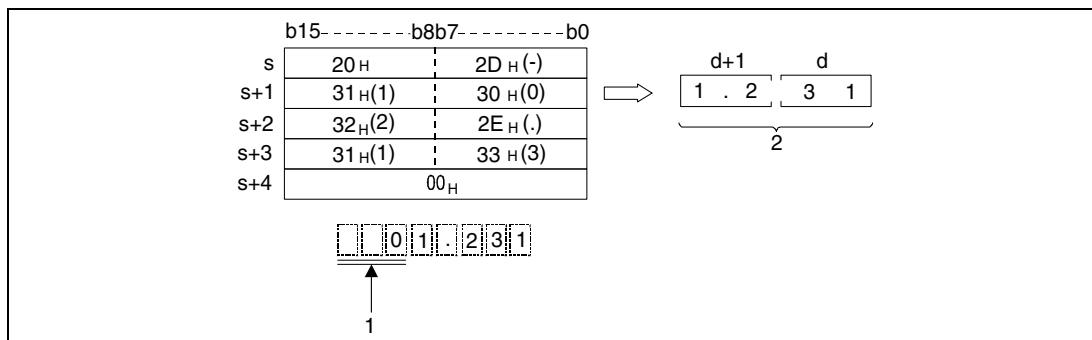 b15--------b8b7-------b0
s 20H 2DH(-)
s+1 31H(1) 30H(0)
s+2 32H(2) 2EH(.)
s+3 31H(1) 33H(3)
s+4 00H
d+1 d
1 . 2 3 1
2
0 1 . 2 3 1
1